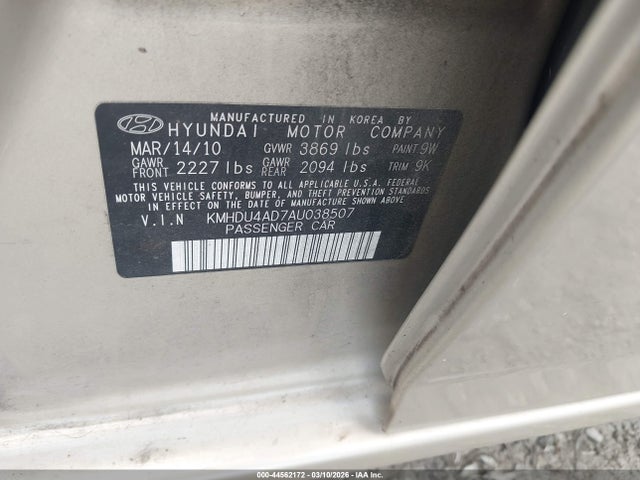 MANUFACTURED IN KOREA BY
HYUNDAI MOTOR COMPANY
MAR/14/10 GVWR 3869 lbs PAINT 9W
GAWR FRONT 2227 lbs GAWR REAR 2094 lbs TRIM 9K
THIS VEHICLE CONFORMS TO ALL APPLICABLE U.S.A. FEDERAL
MOTOR VEHICLE SAFETY, BUMPER, AND THEFT PREVENTION STANDARDS
IN EFFECT ON THE DATE OF MANUFACTURE SHOWN ABOVE
V.I.N KMHDU4AD7AU038507
PASSENGER CAR
000-44562172 - 03/10/2026 - IAA Inc.